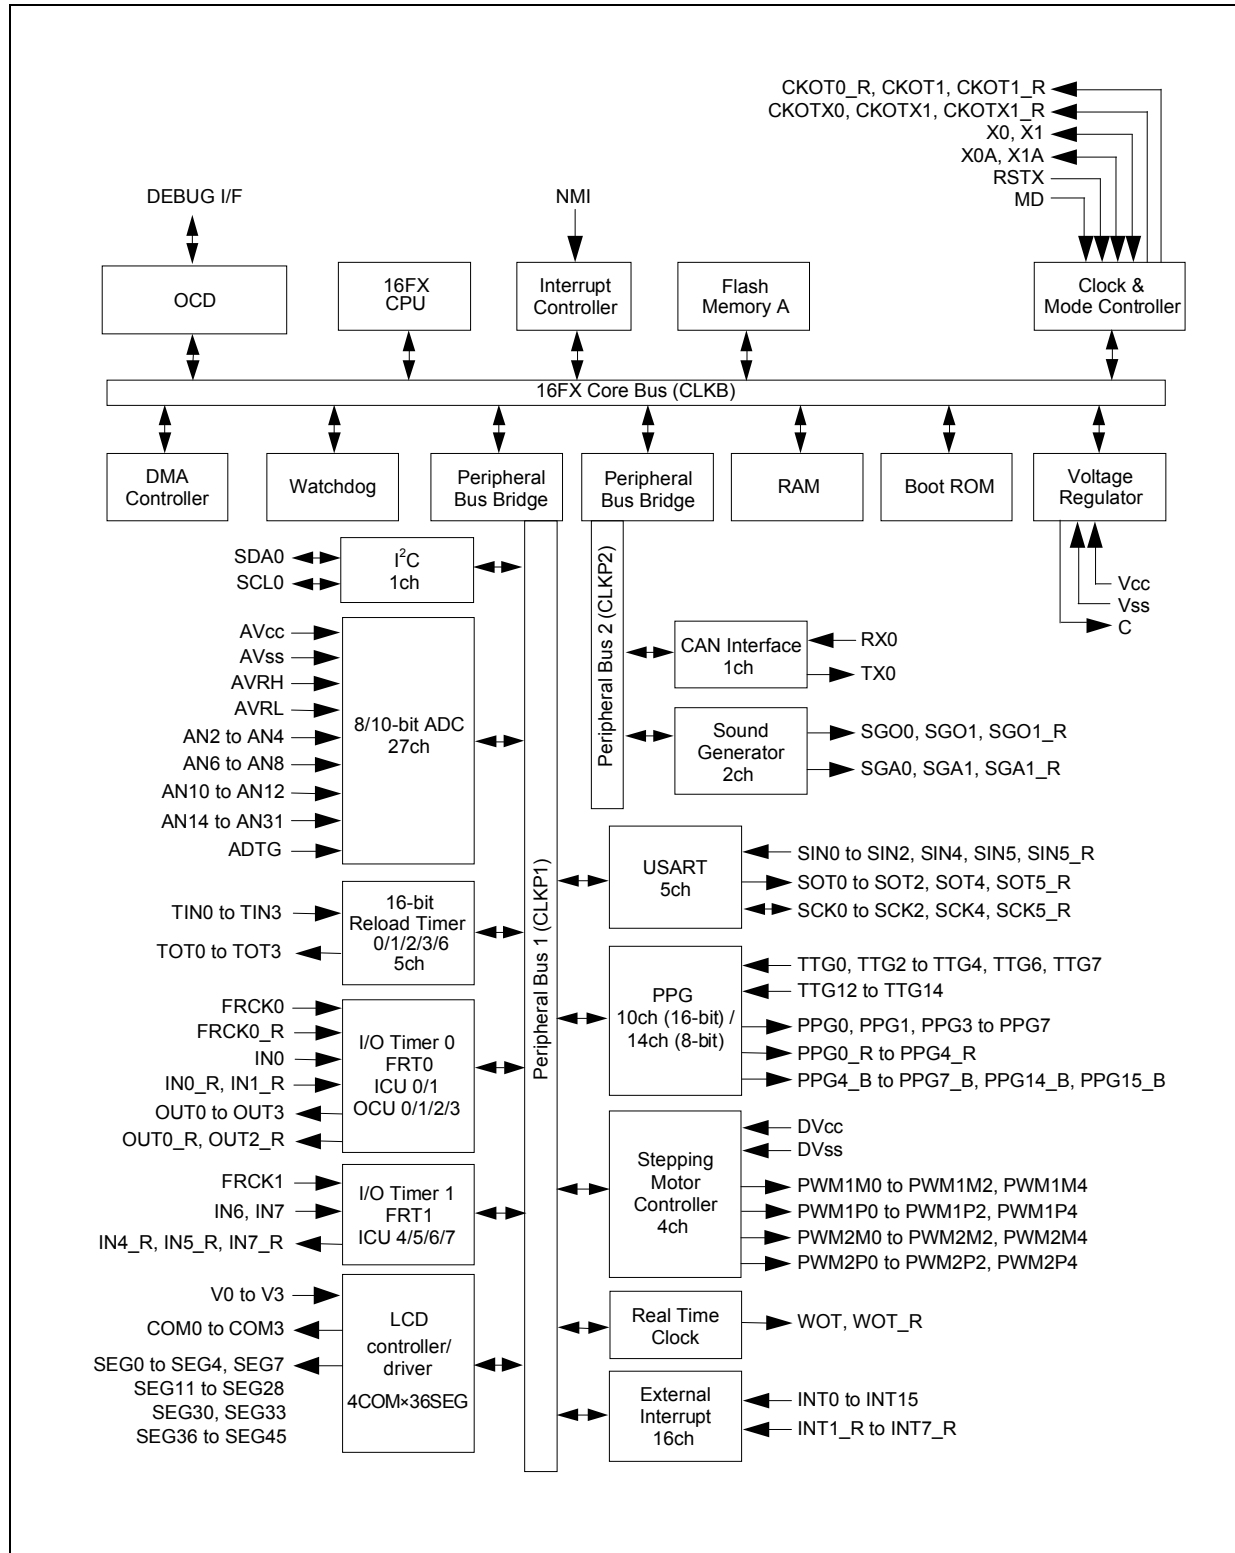 CKOT0_R, CKOT1, CKOT1_R
CKOTX0, CKOTX1, CKOTX1_R
X0, X1
X0A, X1A
RSTX
MD
DEBUG I/F
NMI
OCD
16FX
CPU
Interrupt
Controller
Flash
Memory A
Clock &
Mode Controller
16FX Core Bus (CLKB)
DMA
Controller
Watchdog
Peripheral
Bus Bridge
Peripheral
Bus Bridge
RAM
Boot ROM
Voltage
Regulator
Vcc
Vss
C
SDA0
SCL0
I²C
1ch
AVcc
AVss
AVRH
AVRL
AN2 to AN4
AN6 to AN8
AN10 to AN12
AN14 to AN31
ADTG
8/10-bit ADC
27ch
TIN0 to TIN3
TOT0 to TOT3
16-bit
Reload Timer
0/1/2/3/6
5ch
FRCK0
FRCK0_R
IN0
IN0_R, IN1_R
OUT0 to OUT3
OUT0_R, OUT2_R
I/O Timer 0
FRT0
ICU 0/1
OCU 0/1/2/3
FRCK1
IN6, IN7
IN4_R, IN5_R, IN7_R
I/O Timer 1
FRT1
ICU 4/5/6/7
V0 to V3
COM0 to COM3
SEG0 to SEG4, SEG7
SEG11 to SEG28
SEG30, SEG33
SEG36 to SEG45
LCD
controller/
driver
4COM×36SEG
Peripheral Bus 1 (CLKP1)
Peripheral Bus 2 (CLKP2)
CAN Interface
1ch
RX0
TX0
Sound
Generator
2ch
SGO0, SGO1, SGO1_R
SGA0, SGA1, SGA1_R
USART
5ch
SIN0 to SIN2, SIN4, SIN5, SIN5_R
SOT0 to SOT2, SOT4, SOT5_R
SCK0 to SCK2, SCK4, SCK5_R
PPG
10ch (16-bit) /
14ch (8-bit)
TTG0, TTG2 to TTG4, TTG6, TTG7
TTG12 to TTG14
PPG0, PPG1, PPG3 to PPG7
PPG0_R to PPG4_R
PPG4_B to PPG7_B, PPG14_B, PPG15_B
Stepping
Motor
Controller
4ch
DVcc
DVss
PWM1M0 to PWM1M2, PWM1M4
PWM1P0 to PWM1P2, PWM1P4
PWM2M0 to PWM2M2, PWM2M4
PWM2P0 to PWM2P2, PWM2P4
Real Time
Clock
WOT, WOT_R
External
Interrupt
16ch
INT0 to INT15
INT1_R to INT7_R